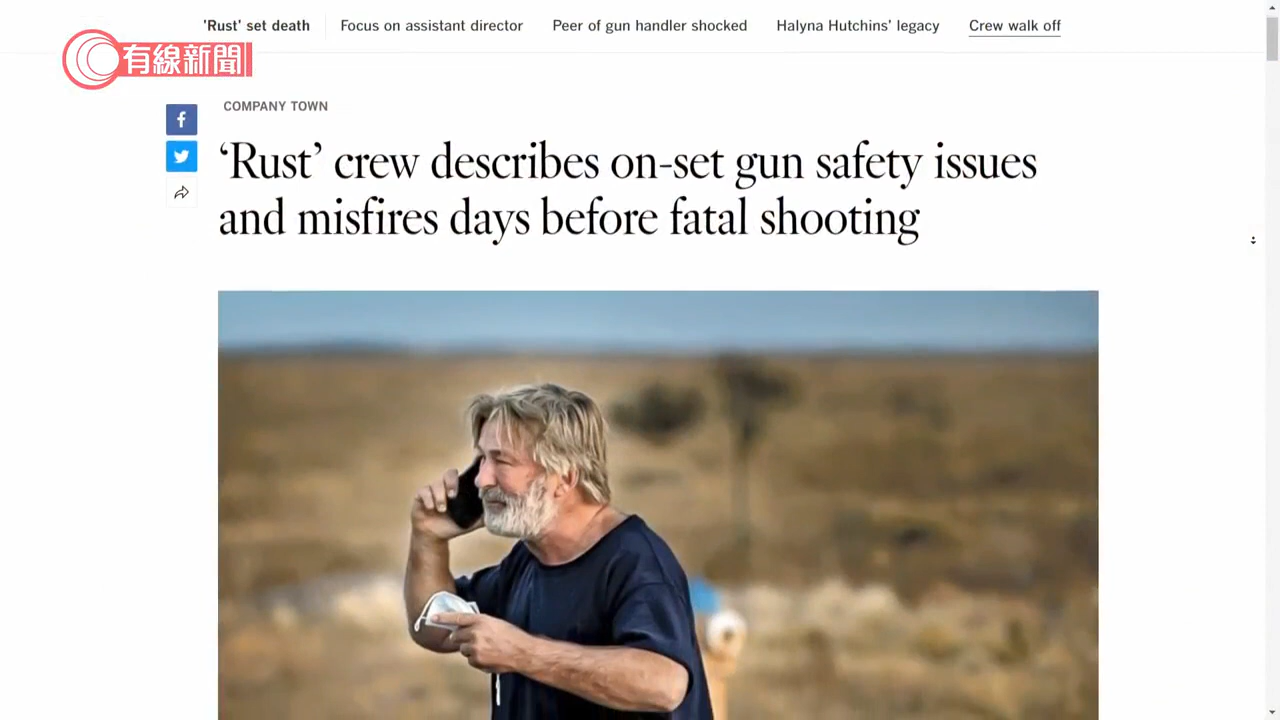 'Rust' set death
Focus on assistant director
Peer of gun handler shocked
Halyna Hutchins' legacy
Crew walk off
有線新聞
COMPANY TOWN
‘Rust’ crew describes on-set gun safety issues
and misfires days before fatal shooting